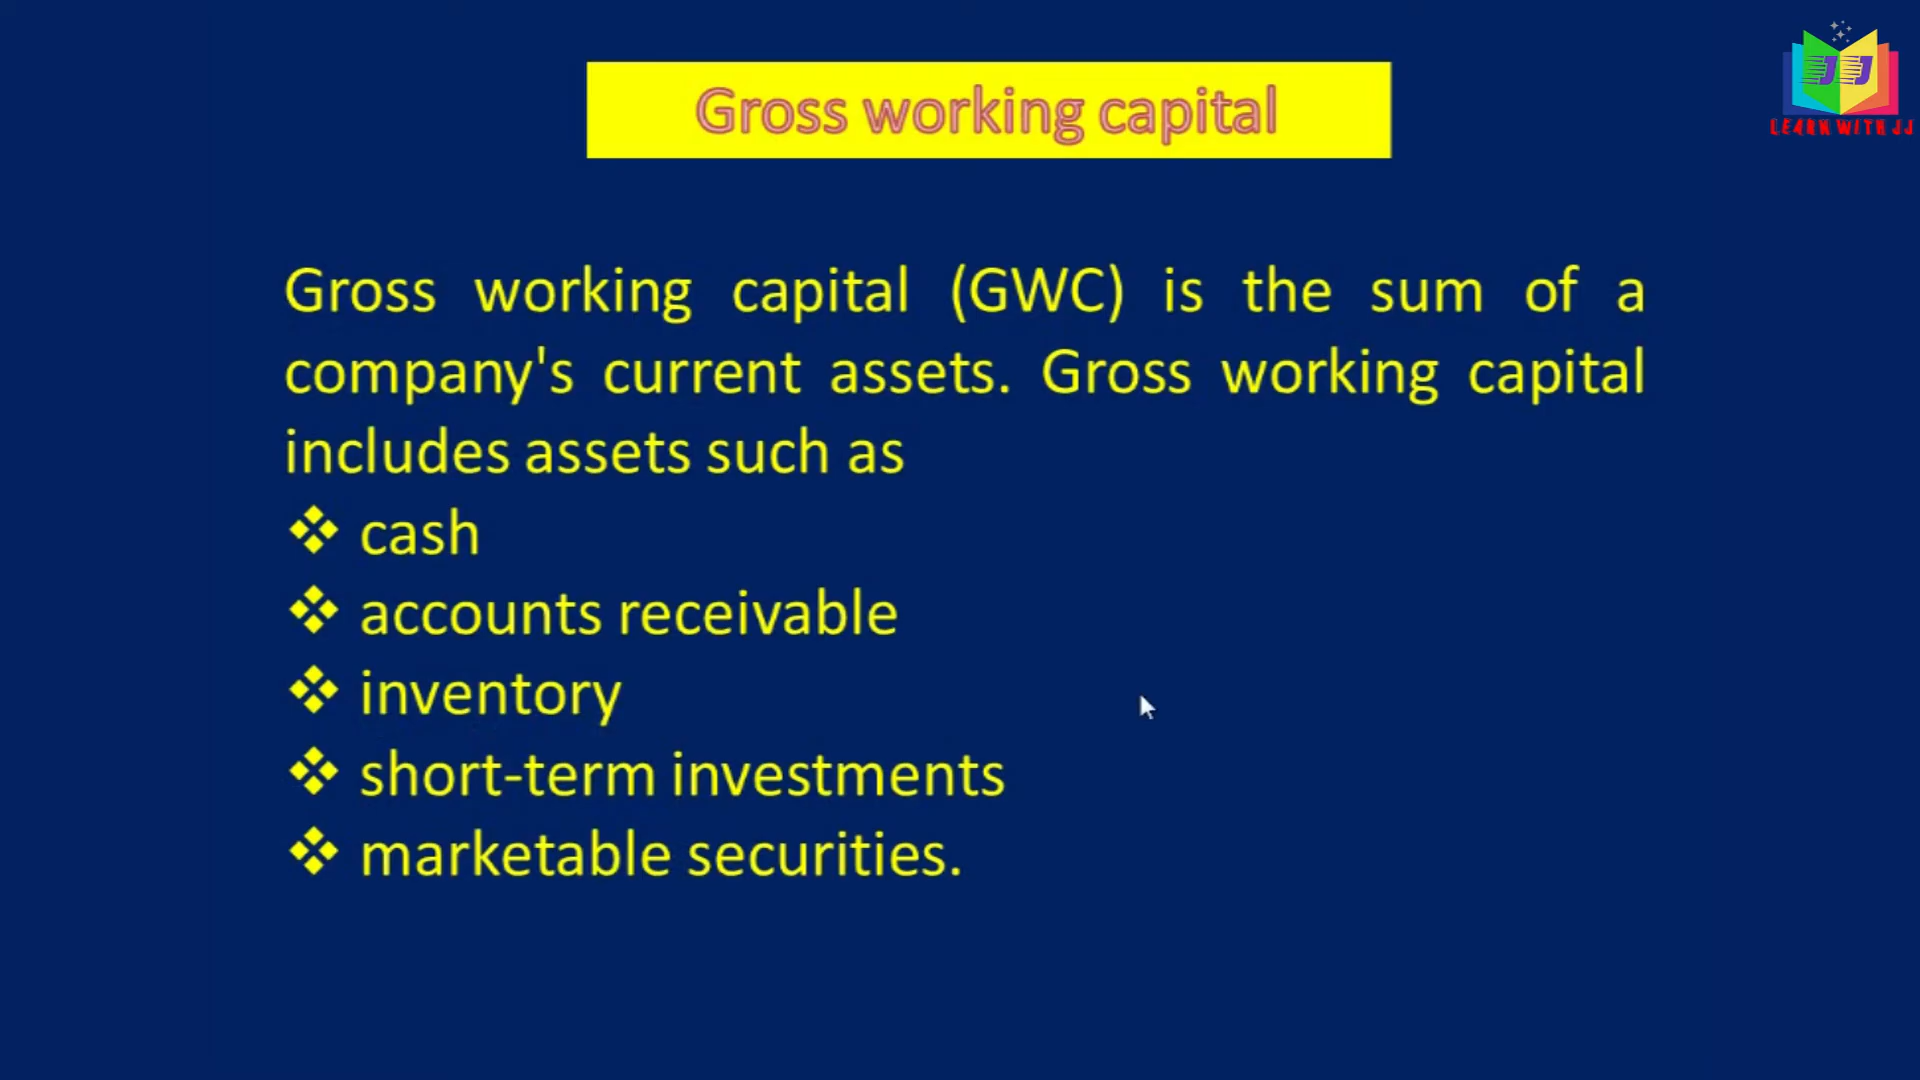 Gross working capital
JJ
LEARN WITH JJ
Gross working capital (GWC) is the sum of a
company's current assets. Gross working capital
includes assets such as
❖ cash
❖ accounts receivable
❖ inventory
❖ short-term investments
❖ marketable securities.